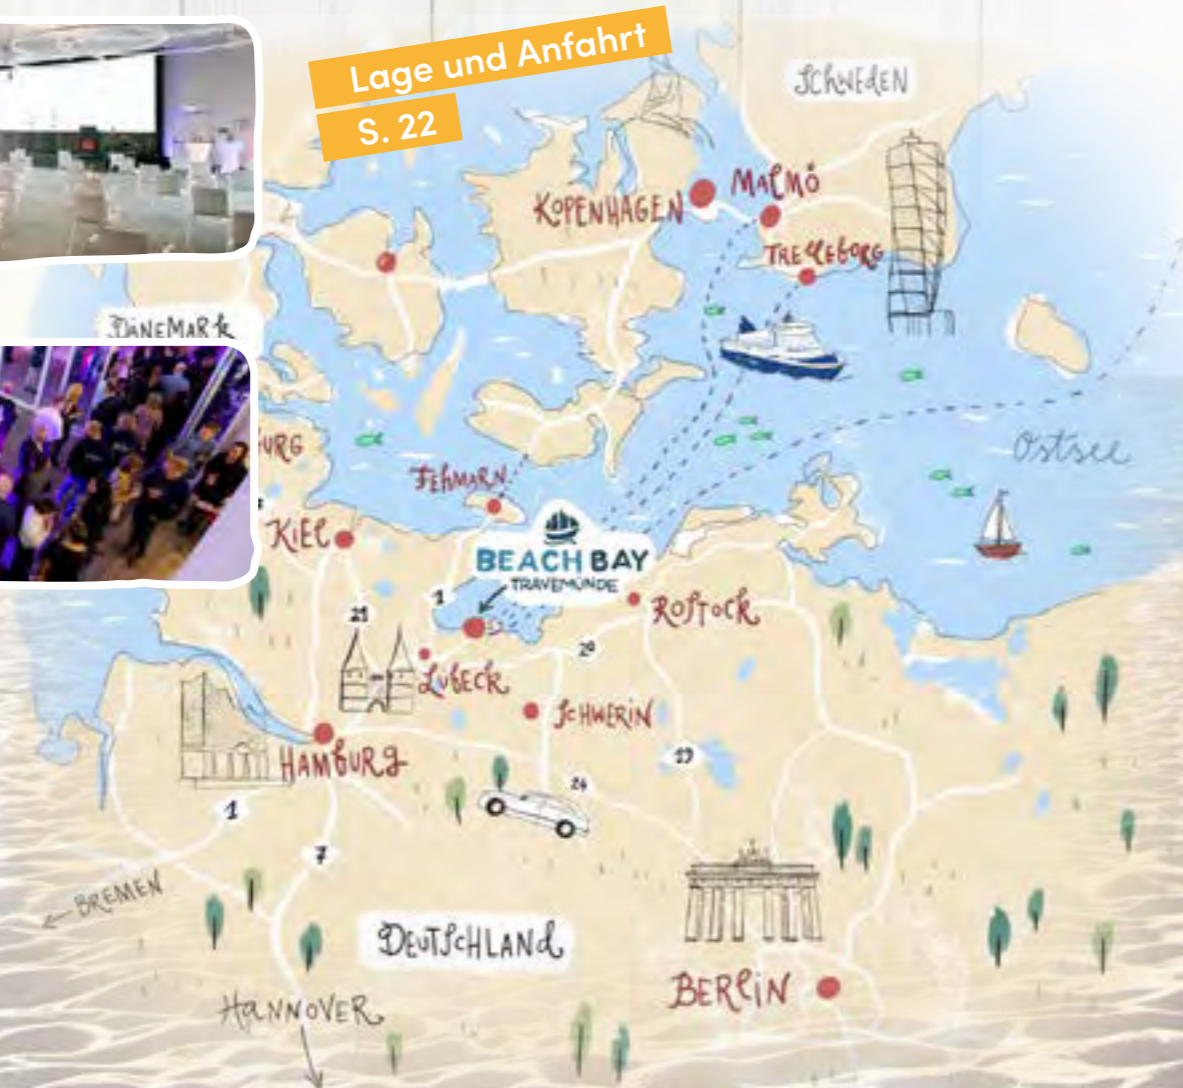 Lage und Anfahrt
S. 22
SCHWEDEN
KOPENHAGEN
MALMÖ
TRELLEBORG
DÄNEMARK
Ostsee
BURG
FEHMARN
KIEL
BEACH BAY
TRAVEMÜNDE
1
21
ROSTOCK
20
LÜBECK
SCHWERIN
HAMBURG
19
24
1
7
BREMEN
DEUTSCHLAND
BERLIN
HANNOVER